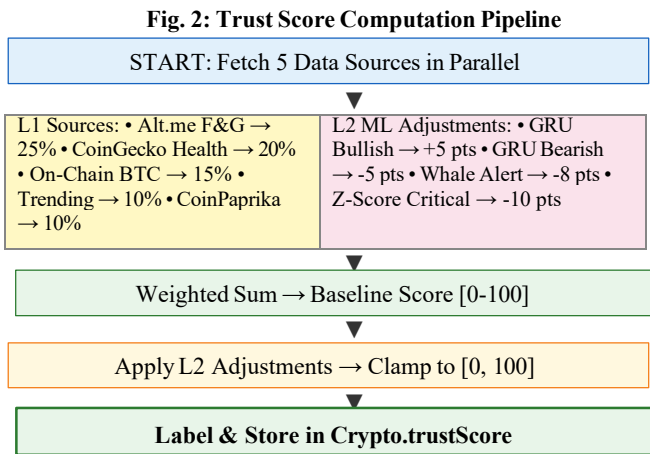 Fig. 2: Trust Score Computation Pipeline
START: Fetch 5 Data Sources in Parallel
L1 Sources: • Alt.me F&G →
25% • CoinGecko Health → 20%
• On-Chain BTC → 15% •
Trending → 10% • CoinPaprika
→ 10%
L2 ML Adjustments: • GRU
Bullish → +5 pts • GRU Bearish
→ -5 pts • Whale Alert → -8 pts •
Z-Score Critical → -10 pts
Weighted Sum → Baseline Score [0-100]
Apply L2 Adjustments → Clamp to [0, 100]
Label & Store in Crypto.trustScore